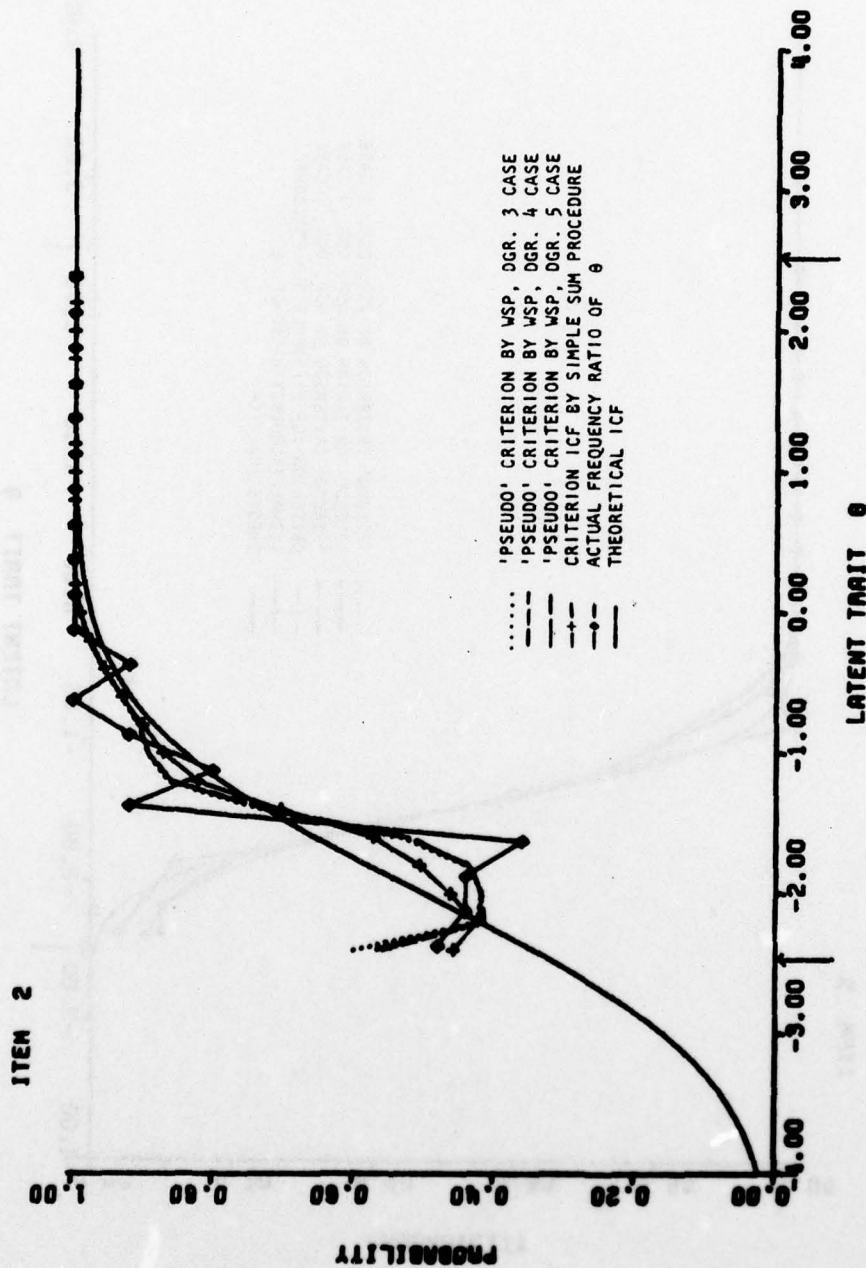 ITEM 2
PROBABILITY
1.00
0.80
0.60
0.40
0.20
0.00
-4.00
-3.00
-2.00
-1.00
0.00
1.00
2.00
3.00
4.00
LATENT TRAIT θ
'PSEUDO' CRITERION BY WSP, DGR. 3 CASE
'PSEUDO' CRITERION BY WSP, DGR. 4 CASE
'PSEUDO' CRITERION BY WSP, DGR. 5 CASE
CRITERION ICF BY SIMPLE SUM PROCEDURE
ACTUAL FREQUENCY RATIO OF θ
THEORETICAL ICF